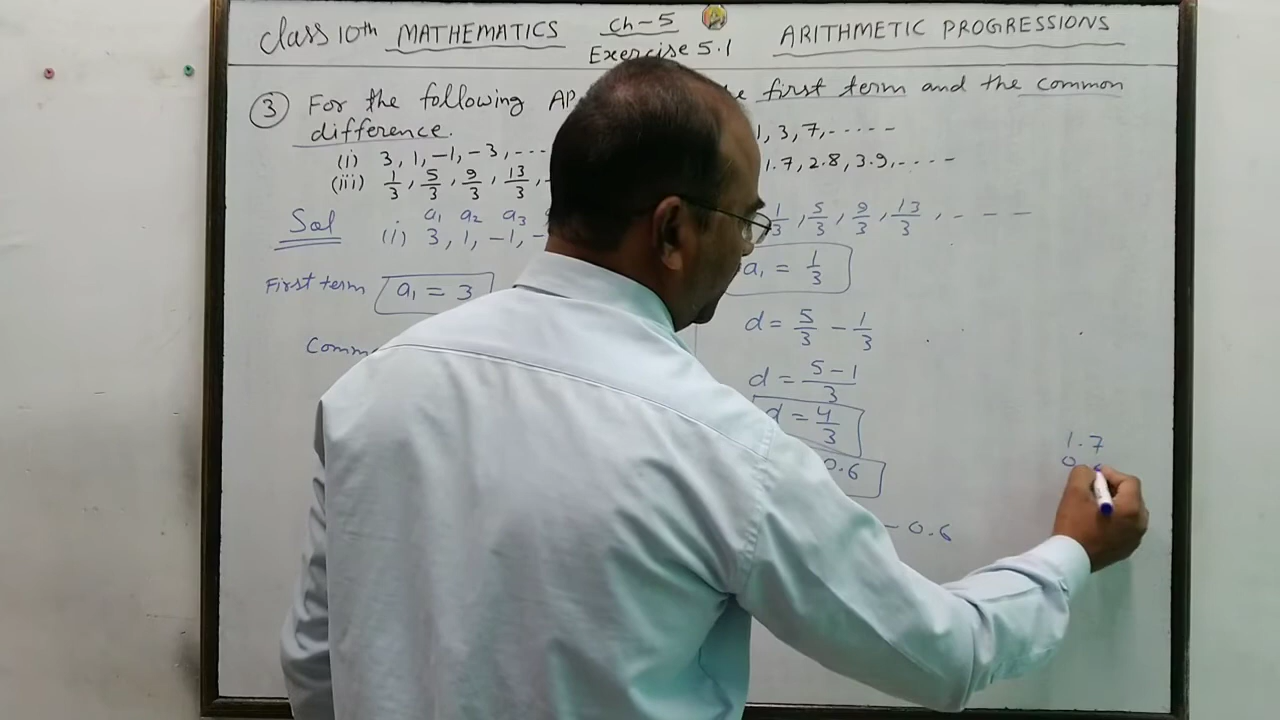 Class 10th MATHEMATICS Ch-5 ARITHMETIC PROGRESSIONS
Exercise 5.1
3 For the following AP first term and the common
difference.
(i) 3, 1, -1, -3, --- 1, 3, 7, -----
(iii) 1/3, 5/3, 9/3, 13/3, 1.7, 2.8, 3.9, ----
Sol a1 a2 a3
(i) 3, 1, -1, - 1/3, 5/3, 9/3, 13/3, - - -
First term a1 = 3 a1 = 1/3
d = 5/3 - 1/3
Comm
d = 5-1/3
d = 4/3
1.7
0.6
0.
- 0.6